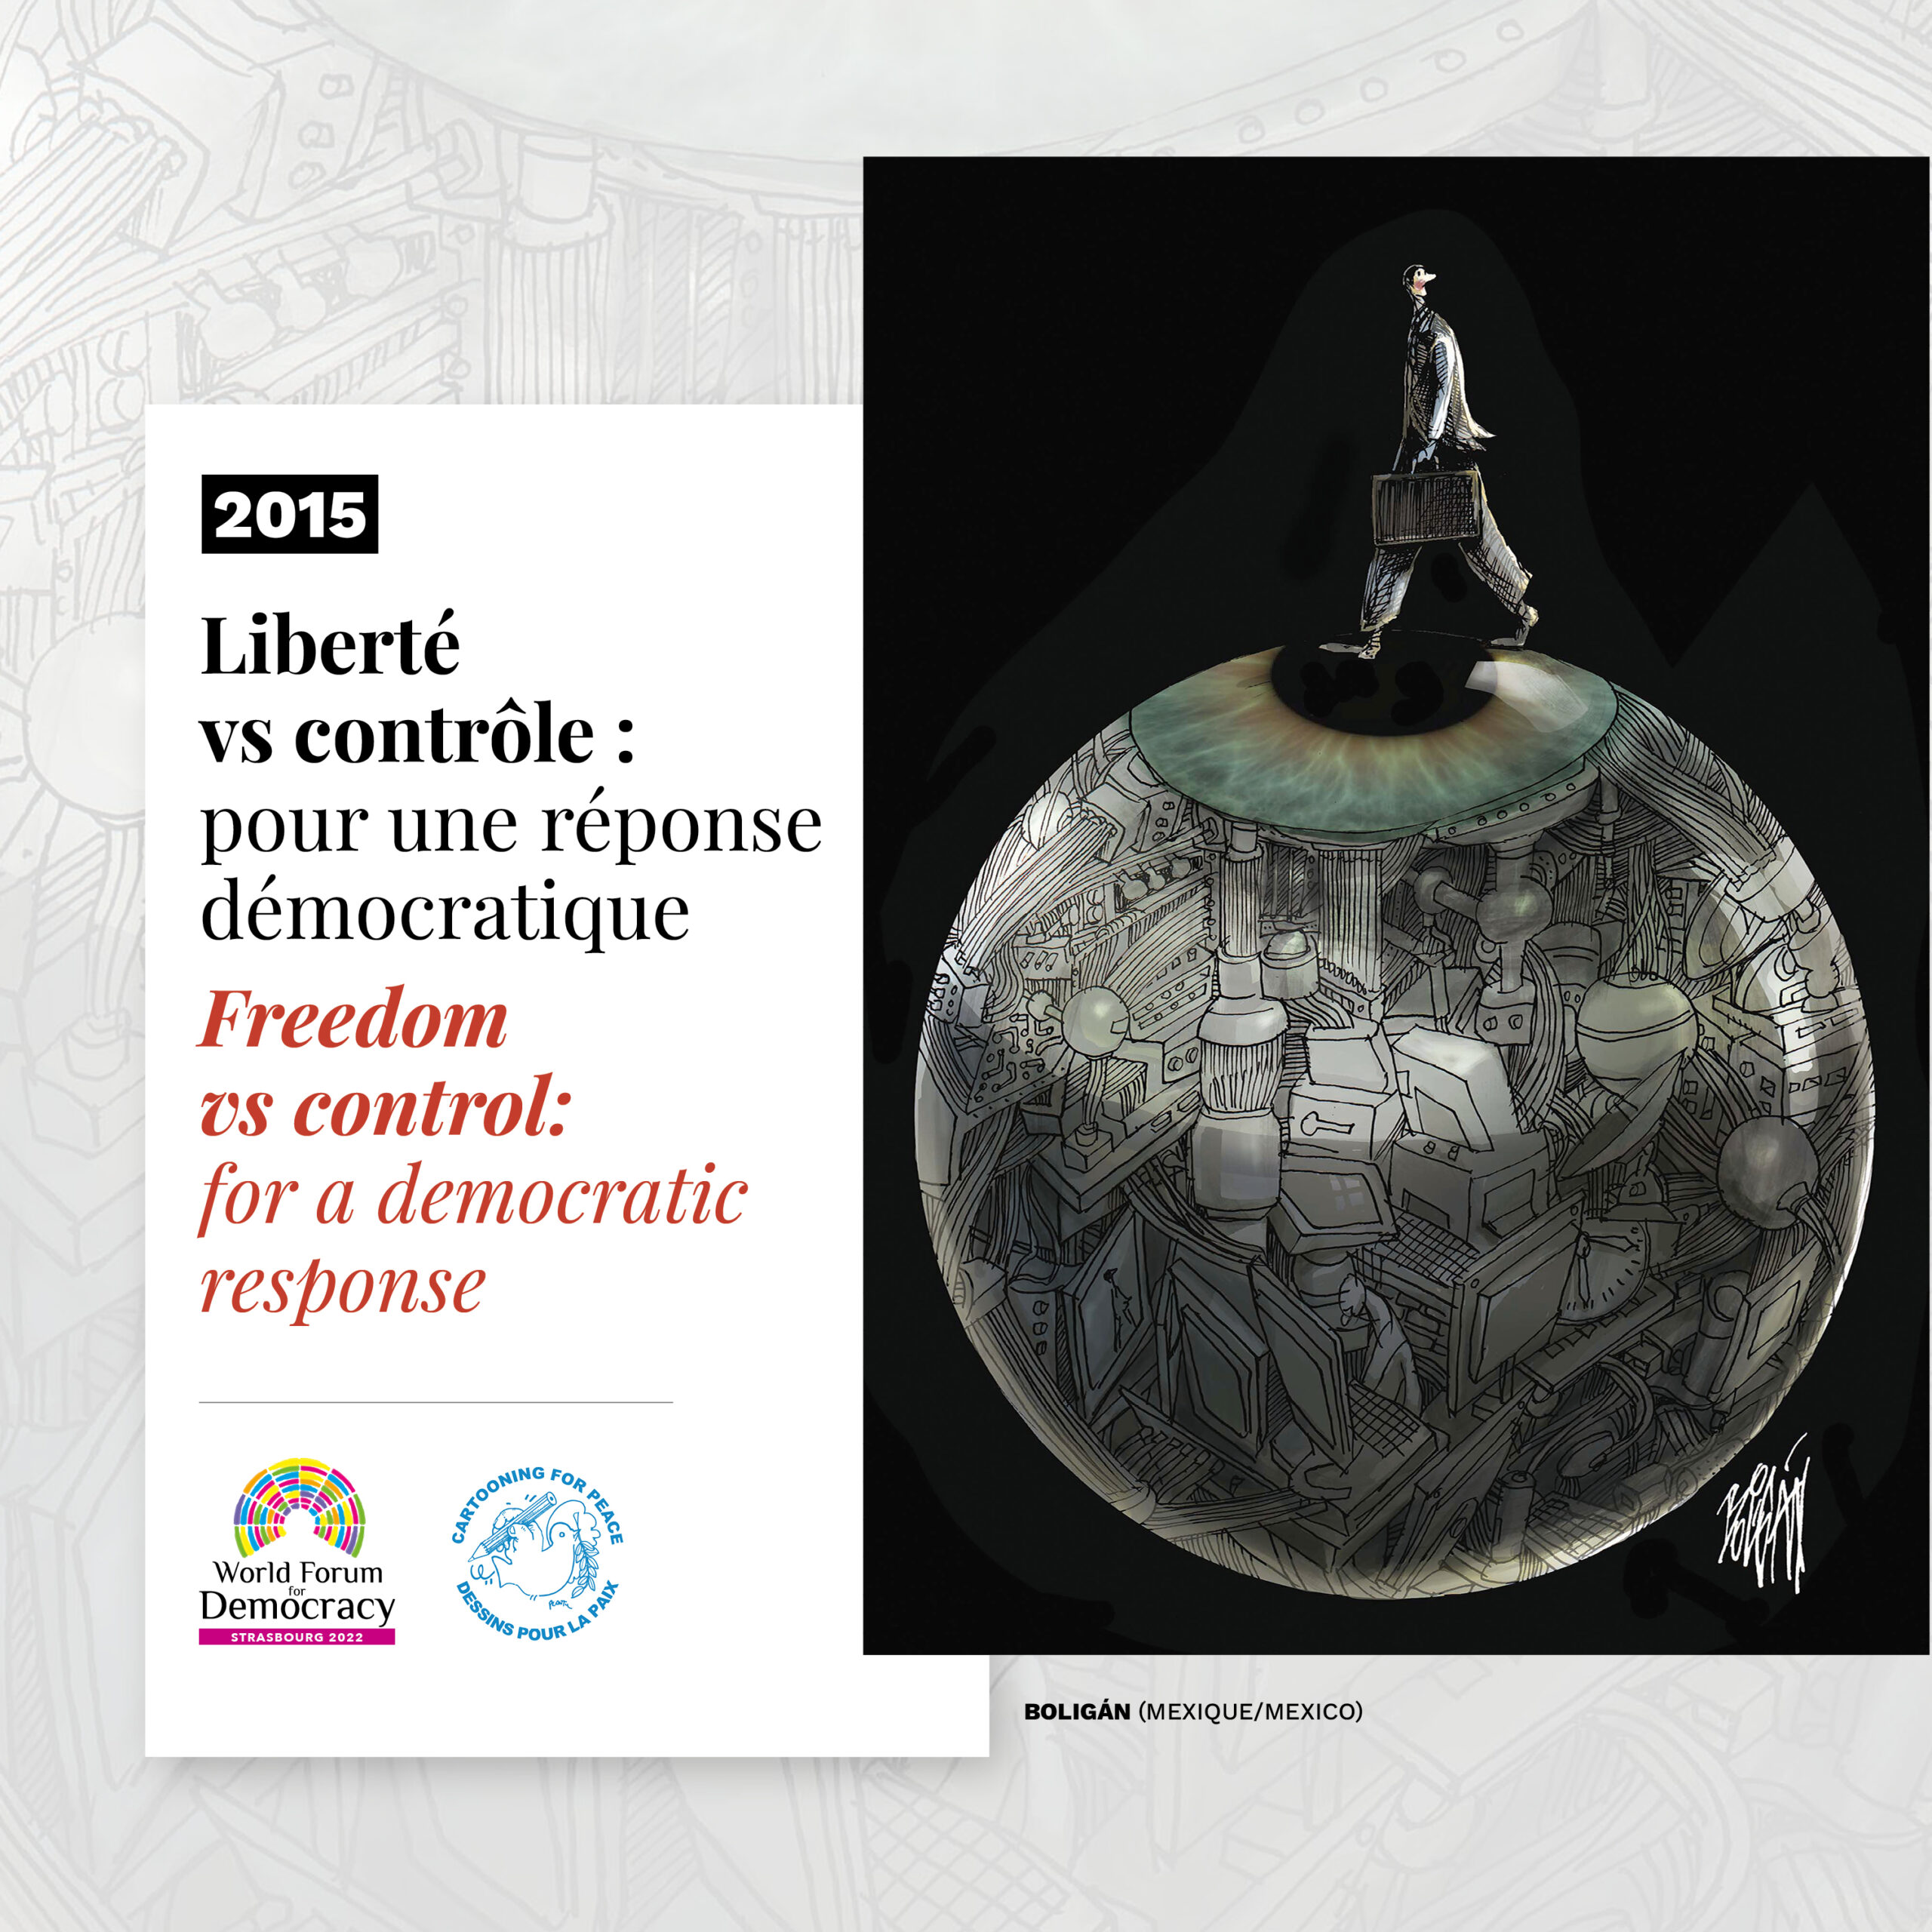 2015
Liberté
vs contrôle :
pour une réponse
démocratique
Freedom
vs control:
for a democratic
response
World Forum
for
Democracy
STRASBOURG 2022
CARTOONING FOR PEACE
DESSINS POUR LA PAIX
BOLIGÁN
BOLIGÁN (MEXIQUE/MEXICO)